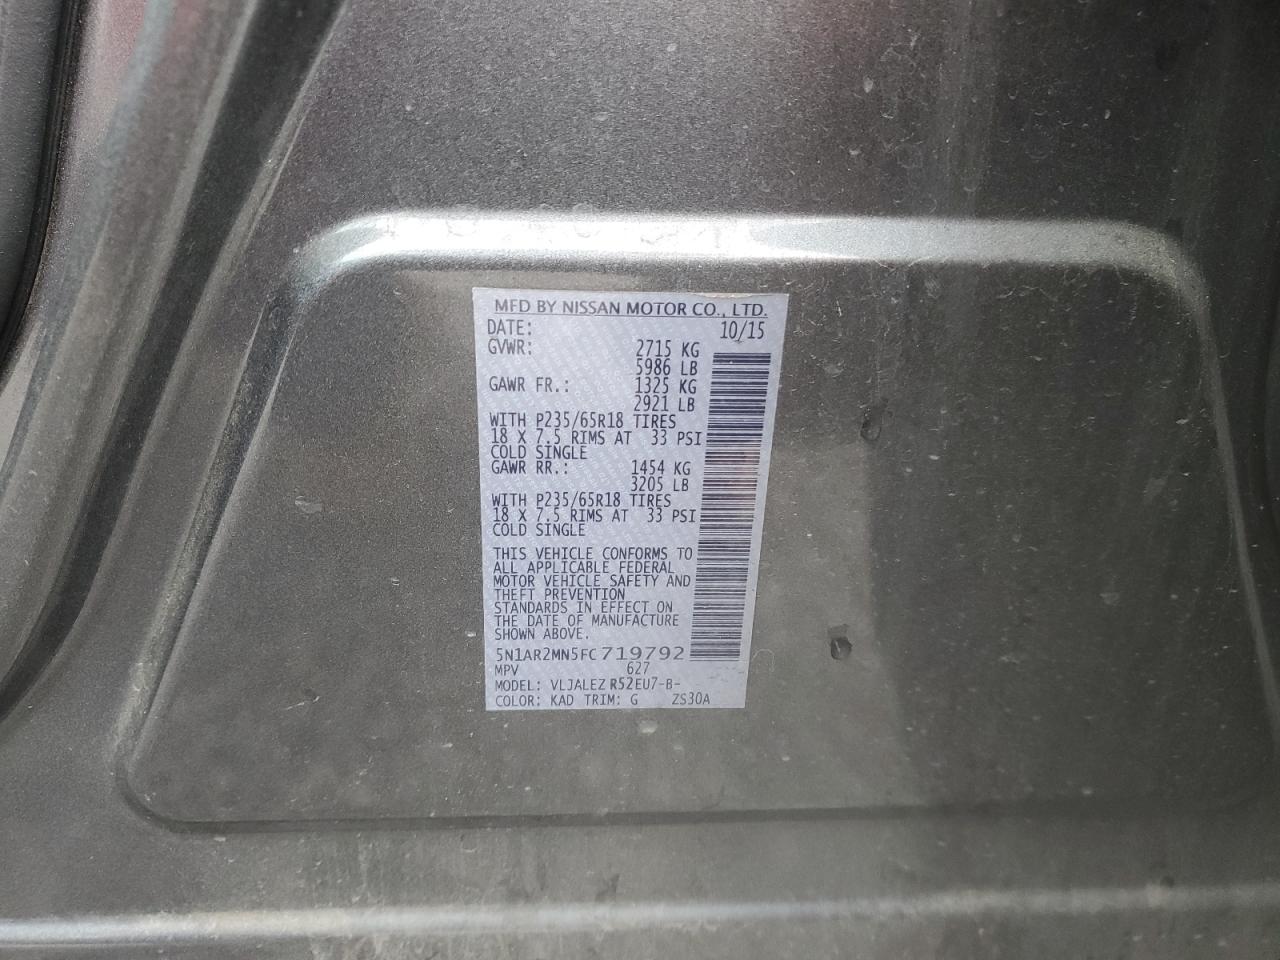 MFD BY NISSAN MOTOR CO., LTD.
DATE: 10/15
GVWR: 2715 KG
5986 LB
GAWR FR.: 1325 KG
2921 LB
WITH P235/65R18 TIRES
18 X 7.5 RIMS AT 33 PSI
COLD SINGLE
GAWR RR.: 1454 KG
3205 LB
WITH P235/65R18 TIRES
18 X 7.5 RIMS AT 33 PSI
COLD SINGLE
THIS VEHICLE CONFORMS TO
ALL APPLICABLE FEDERAL
MOTOR VEHICLE SAFETY AND
THEFT PREVENTION
STANDARDS IN EFFECT ON
THE DATE OF MANUFACTURE
SHOWN ABOVE.
5N1AR2MN5FC719792
MPV 627
MODEL: VLJALEZ R52EU7-B-
COLOR: KAD TRIM: G ZS30A